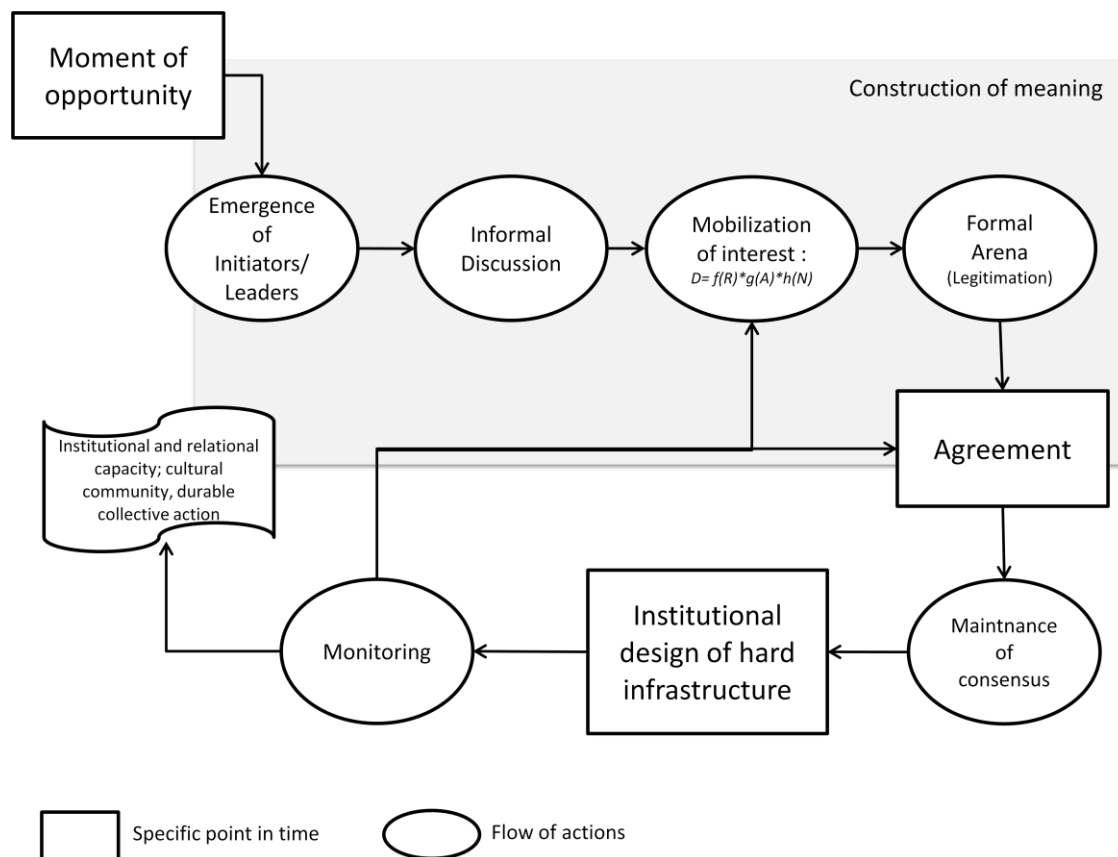 Moment of
opportunity
Construction of meaning
Emergence
of
Initiators/
Leaders
Informal
Discussion
Mobilization
of interest :
D= f(R)*g(A)*h(N)
Formal
Arena
(Legitimation)
Institutional and relational
capacity; cultural
community, durable
collective action
Agreement
Monitoring
Institutional
design of hard
infrastructure
Maintnance
of
consensus
Specific point in time
Flow of actions